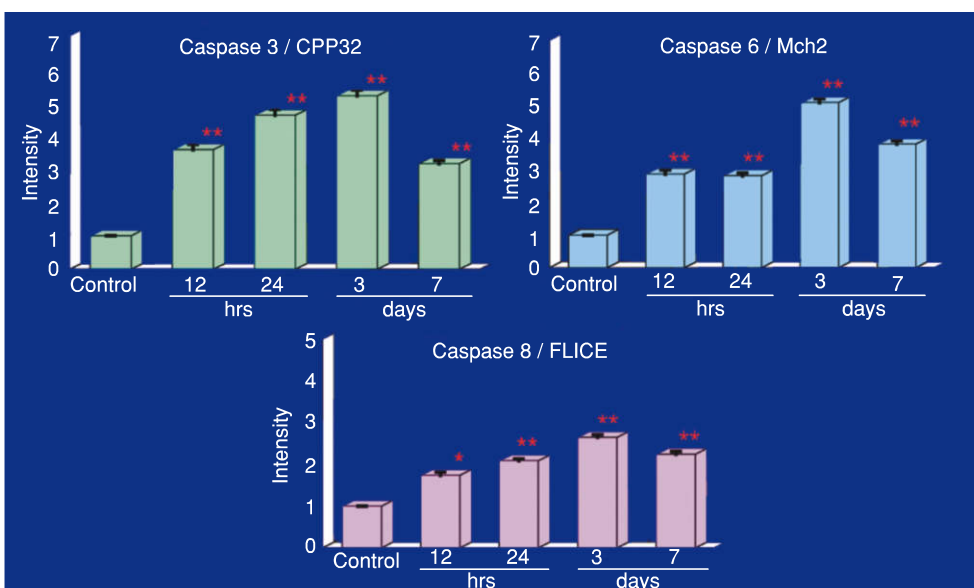 Caspase 3 / CPP32
Intensity
7
6
5
4
3
2
1
0
**
**
**
**
Control 12 24 3 7
hrs days
Caspase 6 / Mch2
Intensity
7
6
5
4
3
2
1
0
**
**
**
**
Control 12 24 3 7
hrs days
Caspase 8 / FLICE
Intensity
5
4
3
2
1
0
*
**
**
**
Control 12 24 3 7
hrs days